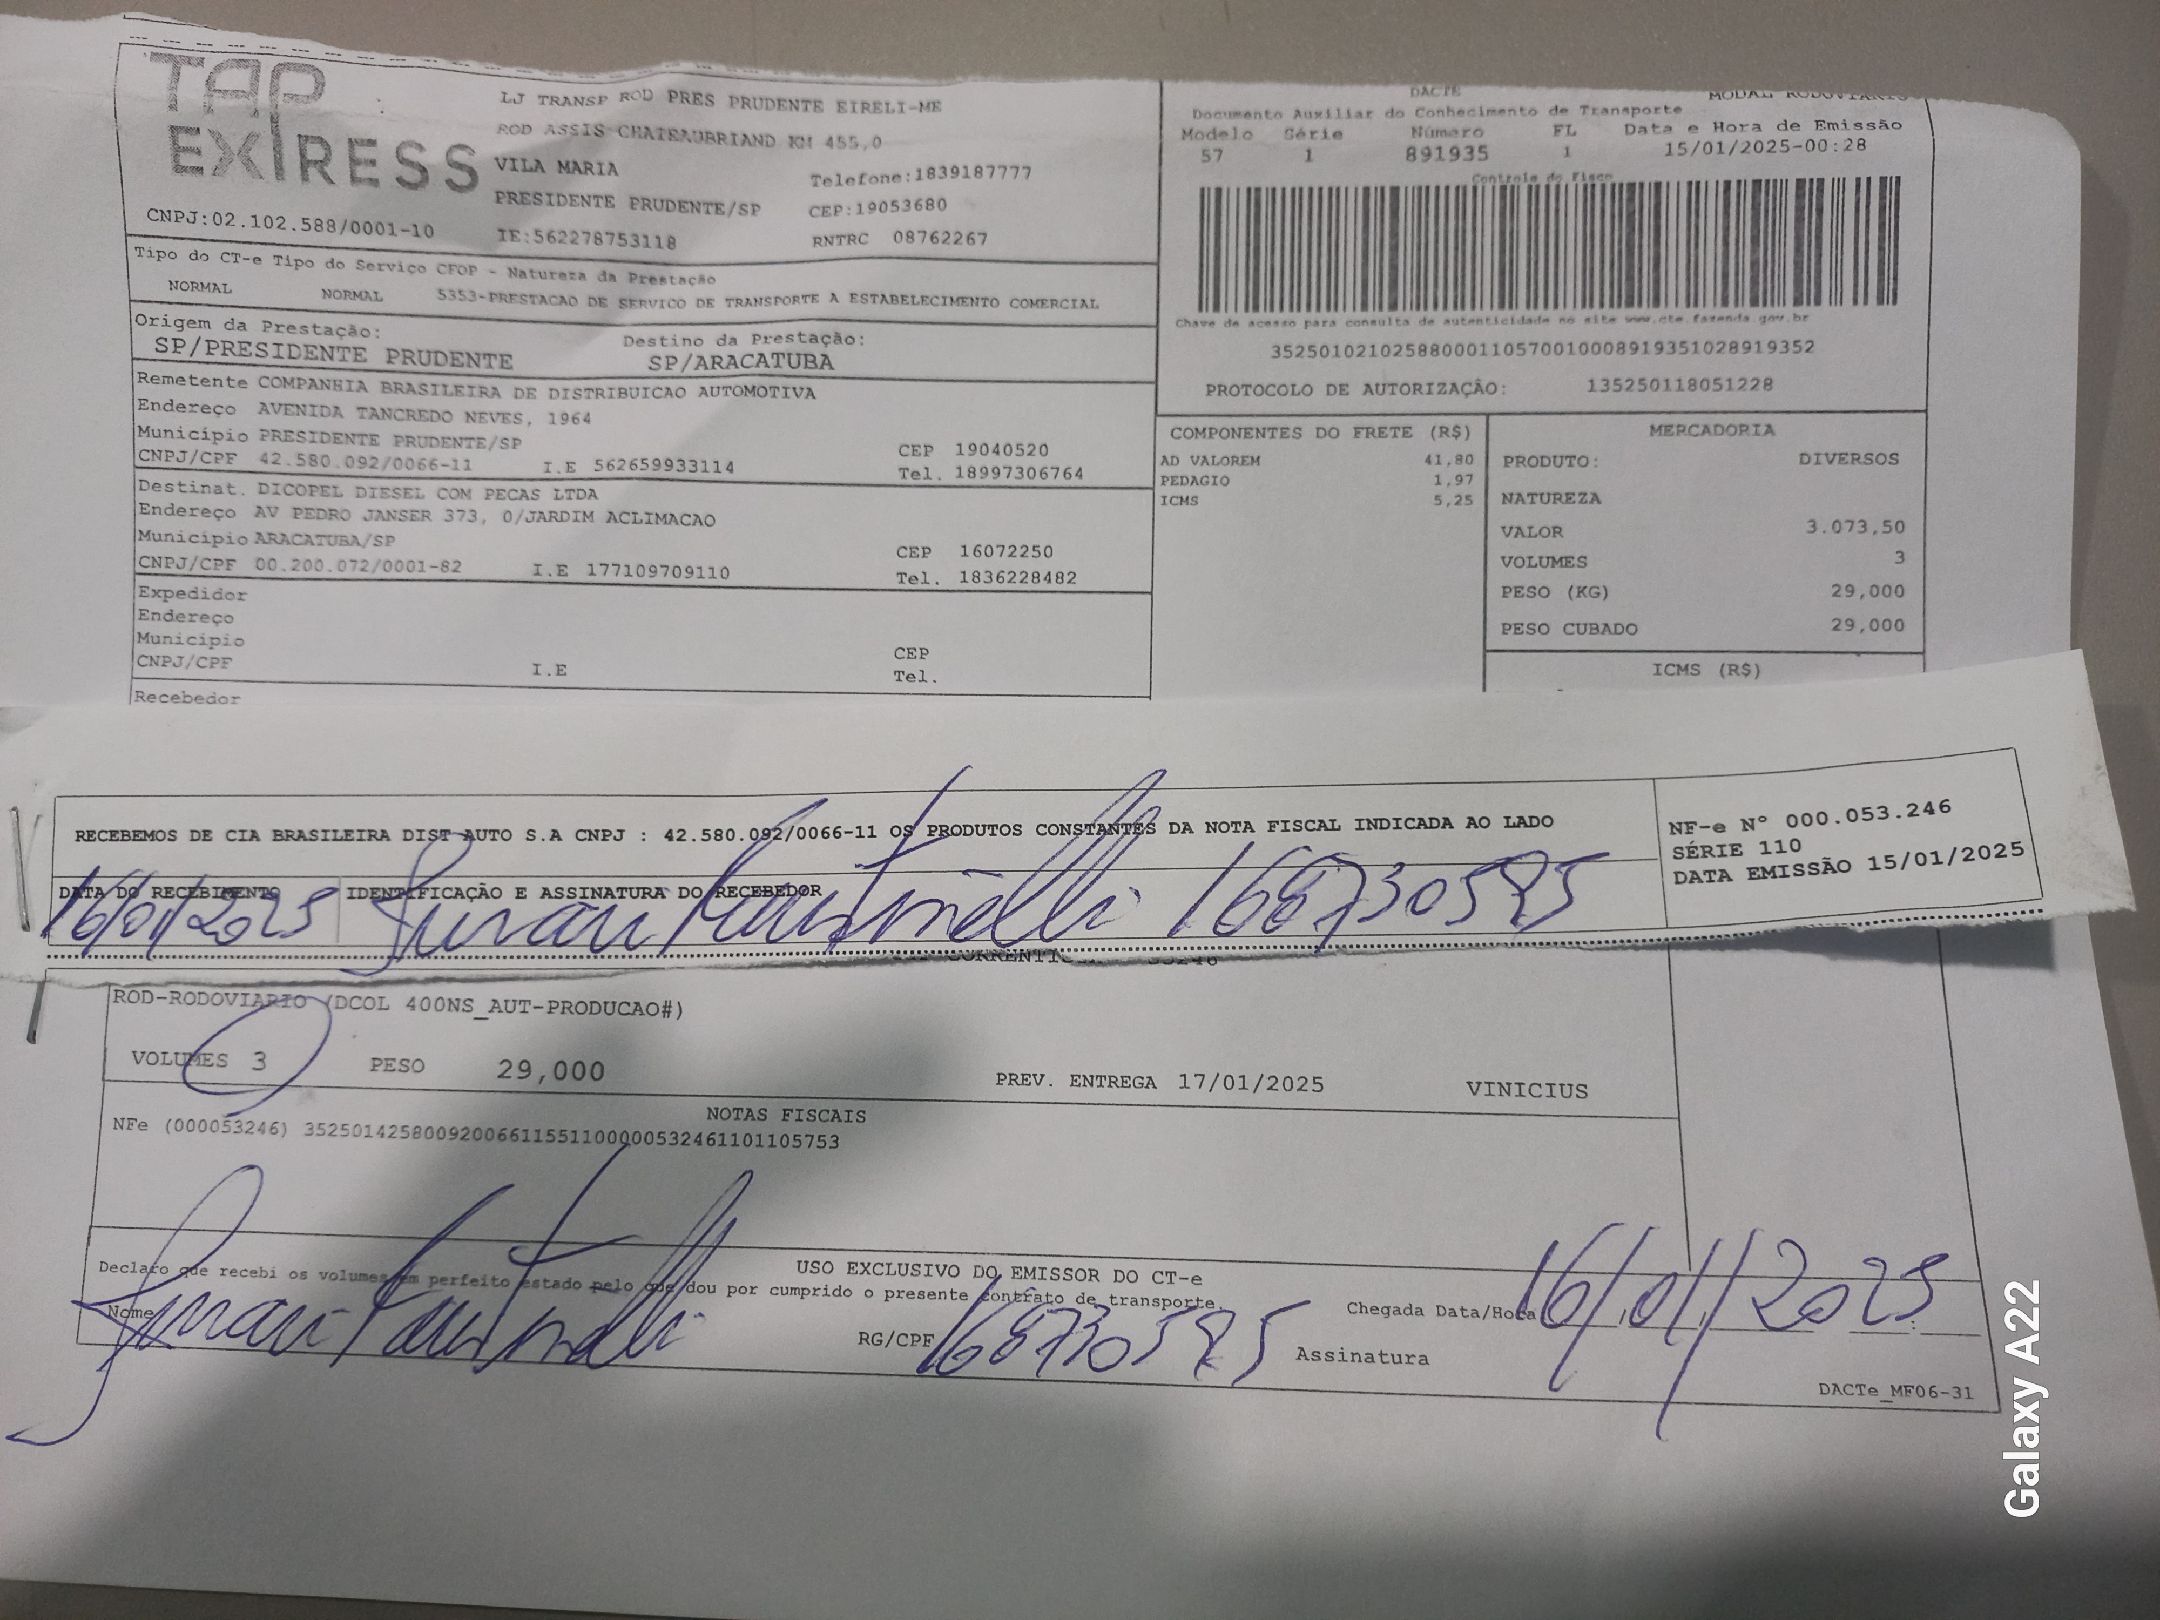 TAP
EXPRESS
CNPJ:02.102.588/0001-10
LJ TRANSP ROD PRES PRUDENTE EIRELI-ME
ROD ASSIS CHATEAUBRIAND KM 455,0
VILA MARIA
Telefone:1839187777
PRESIDENTE PRUDENTE/SP
CEP:19053680
IE:562278753118
RNTRC 08762267
DACTE
MODAL RODOVIARIO
Documento Auxiliar do Conhecimento de Transporte
Modelo Série Número FL Data e Hora de Emissão
57 1 891935 1 15/01/2025-00:28
Controle do Fisco
Chave de acesso para consulta de autenticidade no site www.cte.fazenda.gov.br
35250102102588000110570010008919351028919352
PROTOCOLO DE AUTORIZAÇÃO: 135250118051228
Tipo do CT-e Tipo do Serviço CFOP - Natureza da Prestação
NORMAL NORMAL 5353-PRESTACAO DE SERVICO DE TRANSPORTE A ESTABELECIMENTO COMERCIAL
Origem da Prestação: Destino da Prestação:
SP/PRESIDENTE PRUDENTE SP/ARACATUBA
Remetente COMPANHIA BRASILEIRA DE DISTRIBUICAO AUTOMOTIVA
Endereço AVENIDA TANCREDO NEVES, 1964
Município PRESIDENTE PRUDENTE/SP CEP 19040520
CNPJ/CPF 42.580.092/0066-11 I.E 562659933114 Tel. 18997306764
Destinat. DICOPEL DIESEL COM PECAS LTDA
Endereço AV PEDRO JANSER 373, 0/JARDIM ACLIMACAO
Município ARACATUBA/SP CEP 16072250
CNPJ/CPF 00.200.072/0001-82 I.E 177109709110 Tel. 1836228482
Expedidor
Endereço
Município CEP
CNPJ/CPF I.E Tel.
Recebedor
COMPONENTES DO FRETE (R$)
AD VALOREM 41,80
PEDAGIO 1,97
ICMS 5,25
MERCADORIA
PRODUTO: DIVERSOS
NATUREZA
VALOR 3.073,50
VOLUMES 3
PESO (KG) 29,000
PESO CUBADO 29,000
ICMS (R$)
RECEBEMOS DE CIA BRASILEIRA DIST AUTO S.A CNPJ : 42.580.092/0066-11 OS PRODUTOS CONSTANTES DA NOTA FISCAL INDICADA AO LADO
NF-e Nº 000.053.246
SÉRIE 110
DATA EMISSÃO 15/01/2025
DATA DO RECEBIMENTO IDENTIFICAÇÃO E ASSINATURA DO RECEBEDOR
16/01/2025 168730595
ROD-RODOVIARIO (DCOL 400NS_AUT-PRODUCAO#)
VOLUMES 3 PESO 29,000 PREV. ENTREGA 17/01/2025 VINICIUS
NOTAS FISCAIS
NFe (000053246) 35250142580092006611551100000532461101105753
USO EXCLUSIVO DO EMISSOR DO CT-e
Declaro que recebi os volumes em perfeito estado pelo que dou por cumprido o presente contrato de transporte.
Nome RG/CPF 168730595 Assinatura Chegada Data/Hora 16/01/2025
DACTe_MF06-31
Galaxy A22